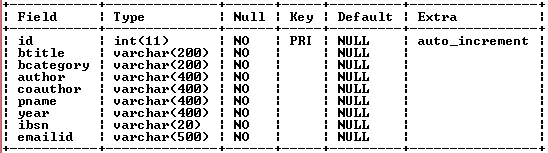 Field | Type | Null | Key | Default | Extra
id | int(11) | NO | PRI | NULL | auto_increment
btitle | varchar(200) | NO | | NULL |
bcategory | varchar(200) | NO | | NULL |
author | varchar(400) | NO | | NULL |
coauthor | varchar(400) | NO | | NULL |
pname | varchar(400) | NO | | NULL |
year | varchar(400) | NO | | NULL |
ibsn | varchar(20) | NO | | NULL |
emailid | varchar(500) | NO | | NULL |